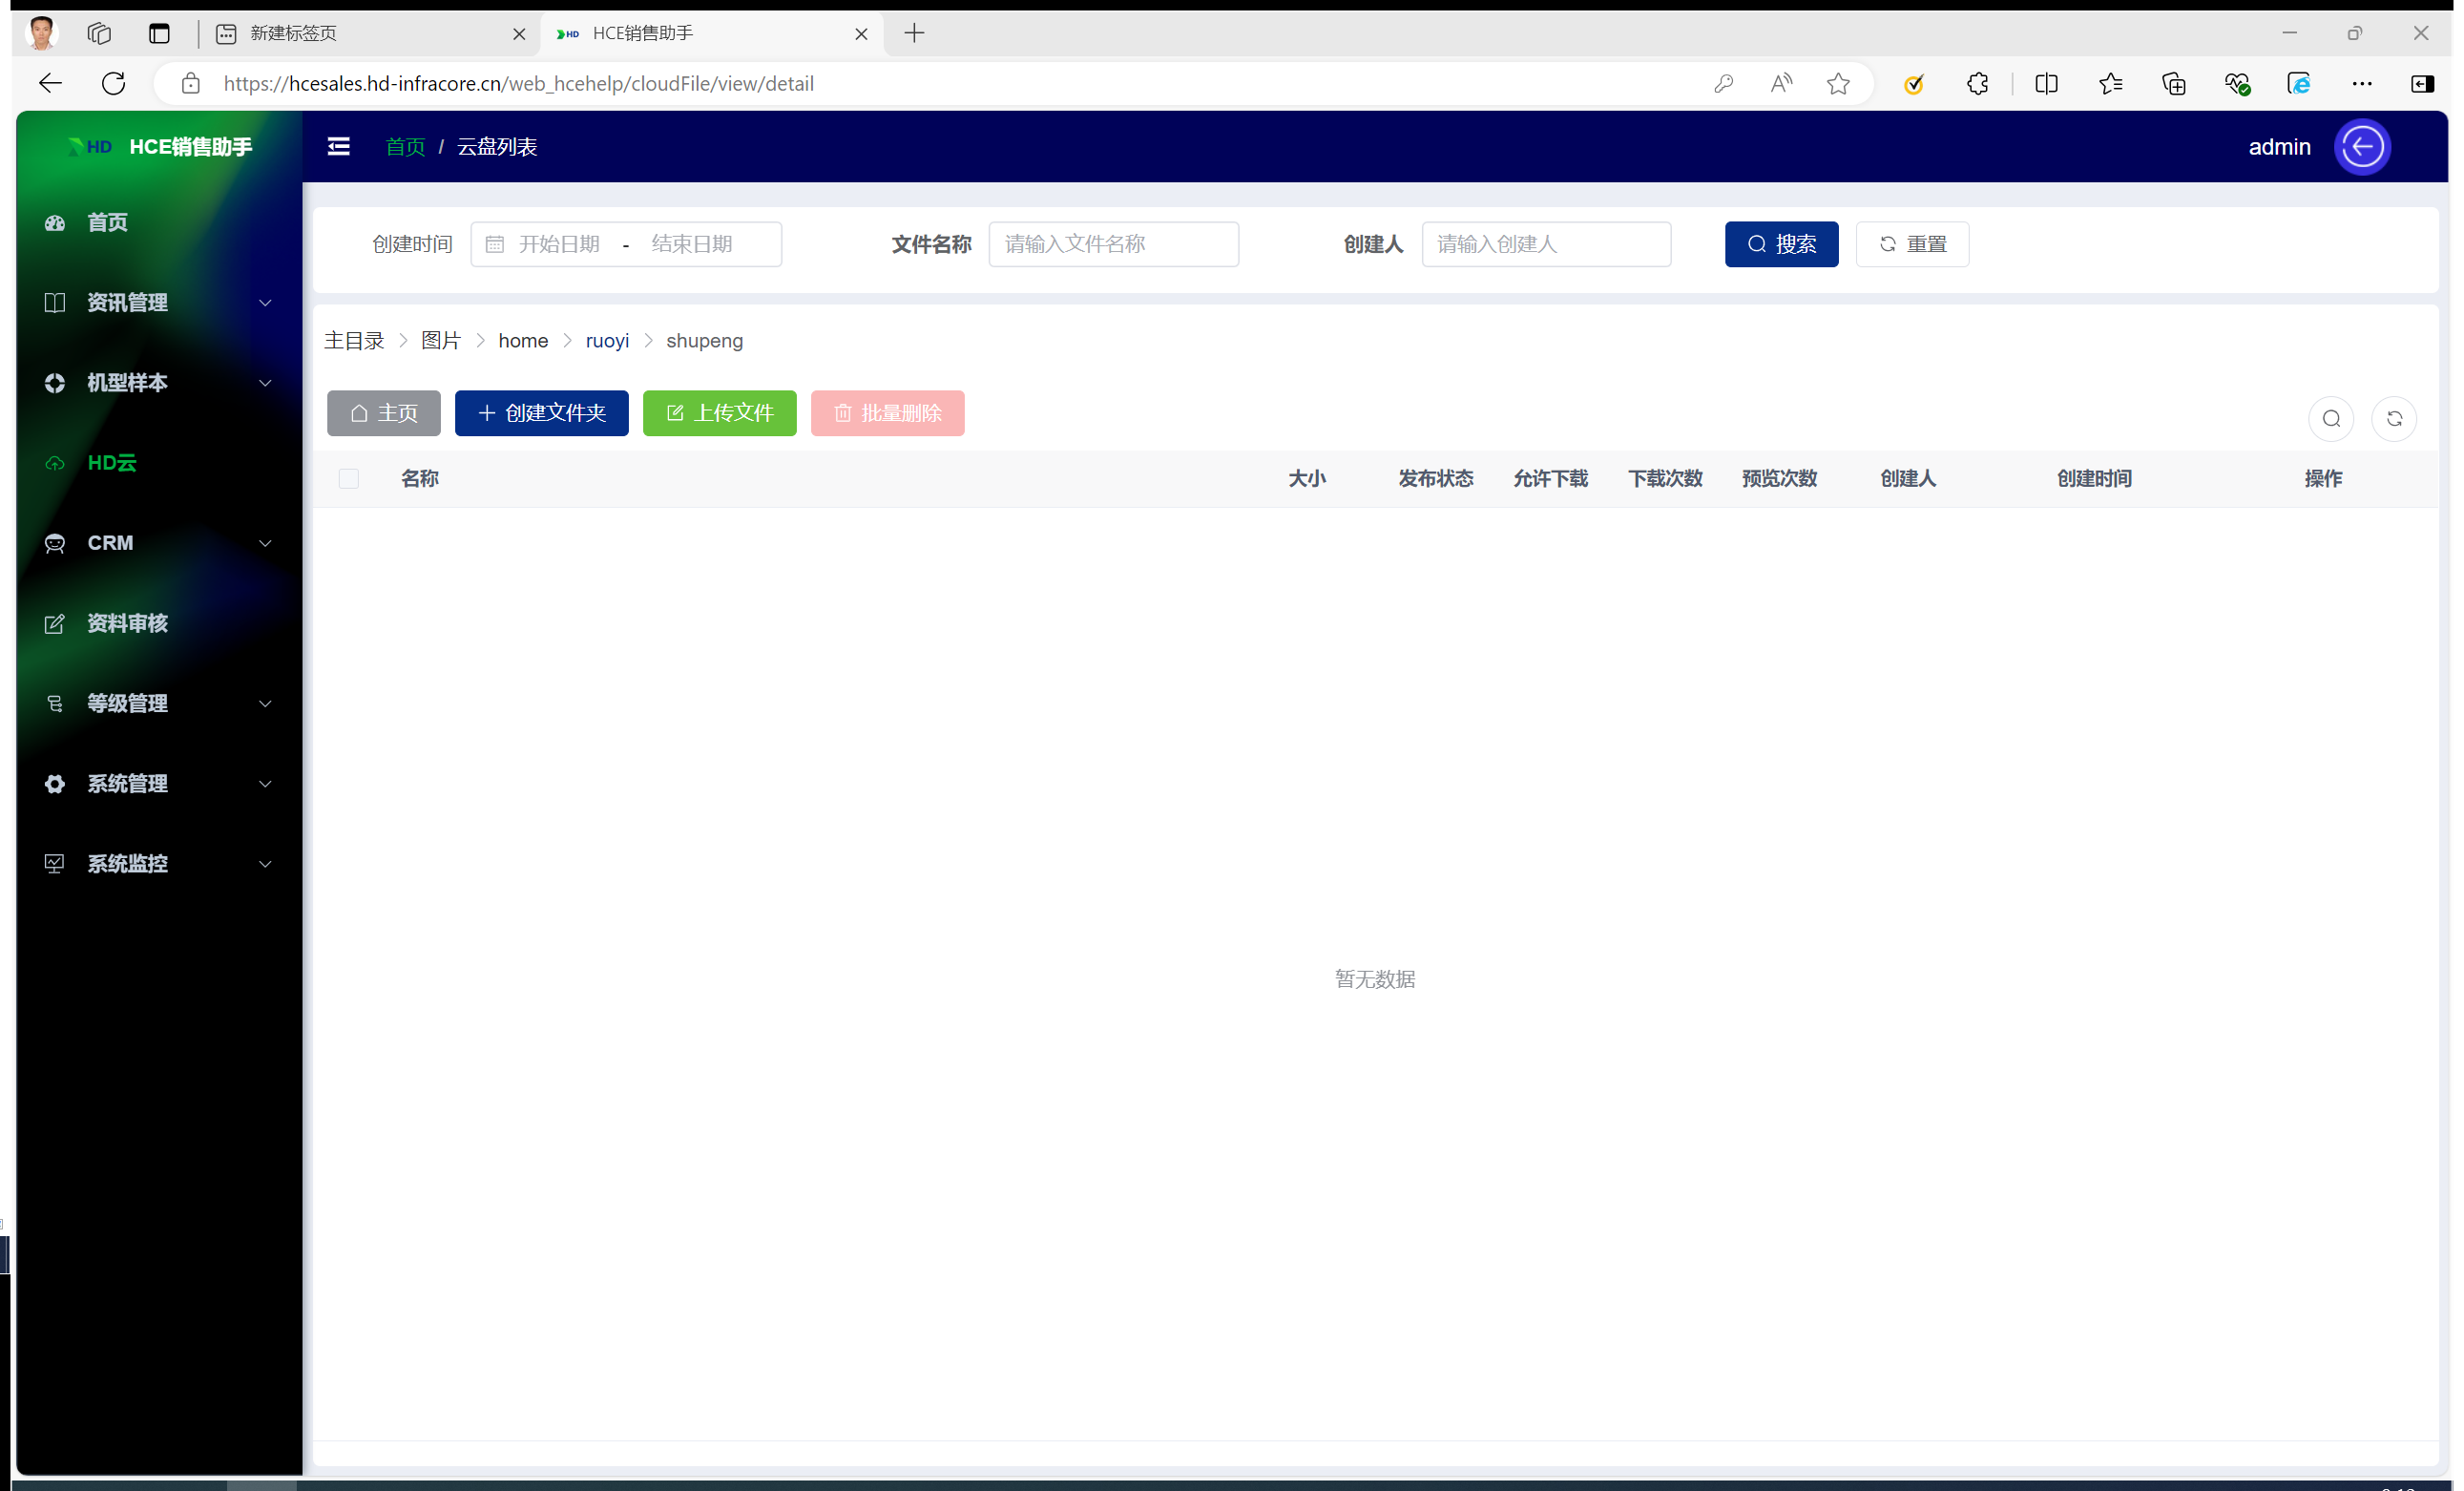 新建标签页
HD HCE销售助手
https://hcesales.hd-infracore.cn/web_hcehelp/cloudFile/view/detail
HD HCE销售助手
首页 / 云盘列表
admin
首页
资讯管理
机型样本
HD云
CRM
资料审核
等级管理
系统管理
系统监控
创建时间 开始日期 - 结束日期 文件名称 请输入文件名称 创建人 请输入创建人 搜索 重置
主目录 > 图片 > home > ruoyi > shupeng
主页 创建文件夹 上传文件 批量删除
名称 大小 发布状态 允许下载 下载次数 预览次数 创建人 创建时间 操作
暂无数据